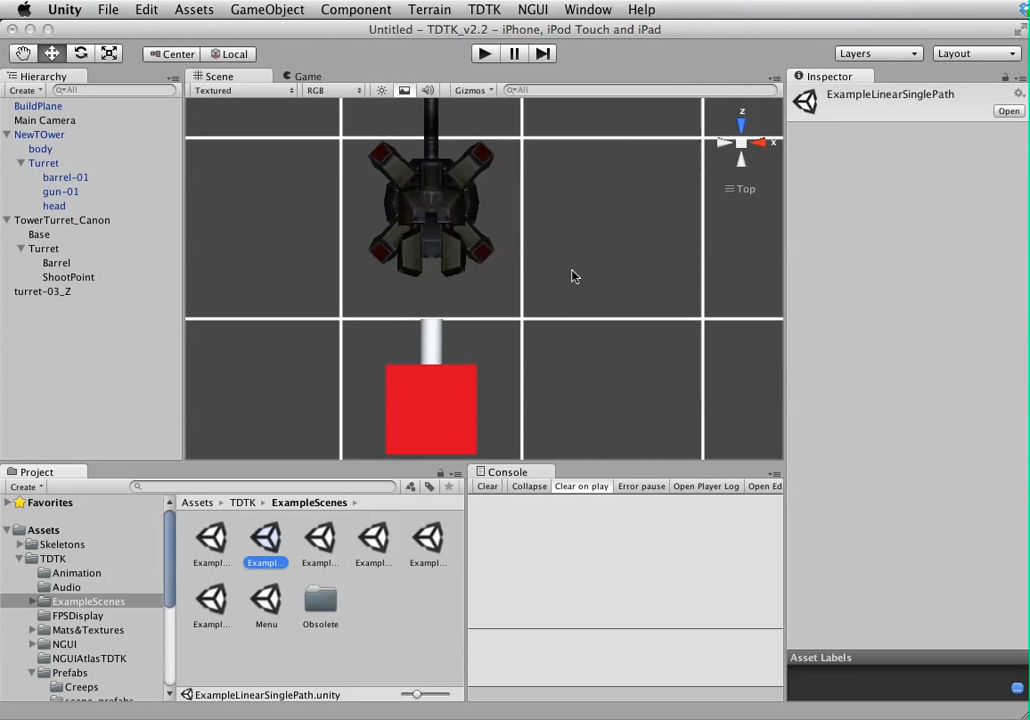 Unity File Edit Assets GameObject Component Terrain TDTK NGUI Window Help
Untitled - TDTK_v2.2 - iPhone, iPod Touch and iPad
Center Local Layers Layout
Hierarchy Scene Game Inspector
Create All Textured RGB Gizmos All
ExampleLinearSinglePath
Open
BuildPlane
Main Camera
NewTOwer
body
Turret
barrel-01
gun-01
head
TowerTurret_Canon
Base
Turret
Barrel
ShootPoint
turret-03_Z
z
x
Top
Project Console
Create Clear Collapse Clear on play Error pause Open Player Log Open Ed
Favorites
Assets
Skeletons
TDTK
Animation
Audio
ExampleScenes
FPSDisplay
Mats&Textures
NGUI
NGUIAtlasTDTK
Prefabs
Creeps
scene_prefabs
Assets TDTK ExampleScenes
Exampl... Exampl... Exampl... Exampl... Exampl...
Exampl... Menu Obsolete
ExampleLinearSinglePath.unity
Asset Labels